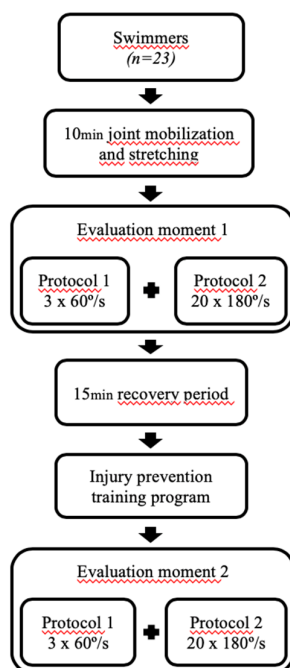 Swimmers
(n=23)
10min joint mobilization
and stretching
Evaluation moment 1
Protocol 1
3 x 60º/s
Protocol 2
20 x 180º/s
15min recovery period
Injury prevention
training program
Evaluation moment 2
Protocol 1
3 x 60º/s
Protocol 2
20 x 180º/s